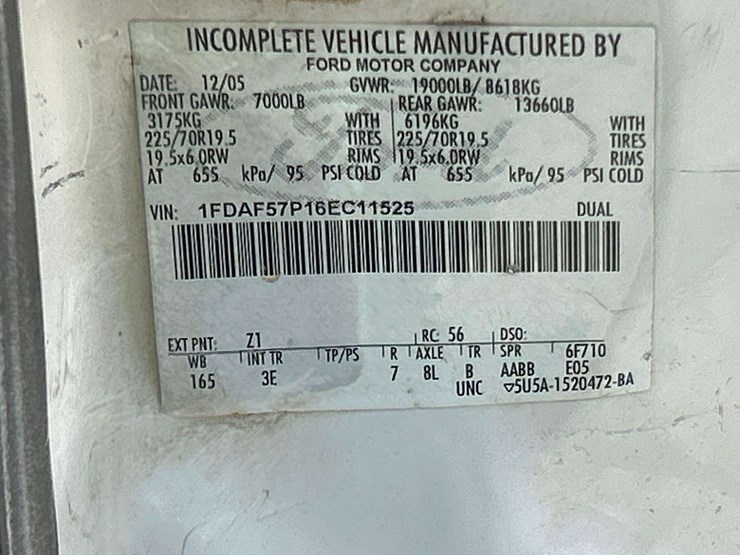 INCOMPLETE VEHICLE MANUFACTURED BY
FORD MOTOR COMPANY
DATE: 12/05 GVWR: 19000LB/ 8618KG
FRONT GAWR: 7000LB REAR GAWR: 13660LB
3175KG WITH 6196KG WITH
225/70R19.5 TIRES 225/70R19.5 TIRES
19.5x6.0RW RIMS 19.5x6.0RW RIMS
AT 655 kPa/ 95 PSI COLD AT 655 kPa/ 95 PSI COLD
VIN: 1FDAF57P16EC11525 DUAL
EXT PNT: Z1 RC: 56 DSO:
WB INT TR TP/PS R AXLE TR SPR 6F710
165 3E 7 8L B AABB E05
UNC ▽5U5A-1520472-BA